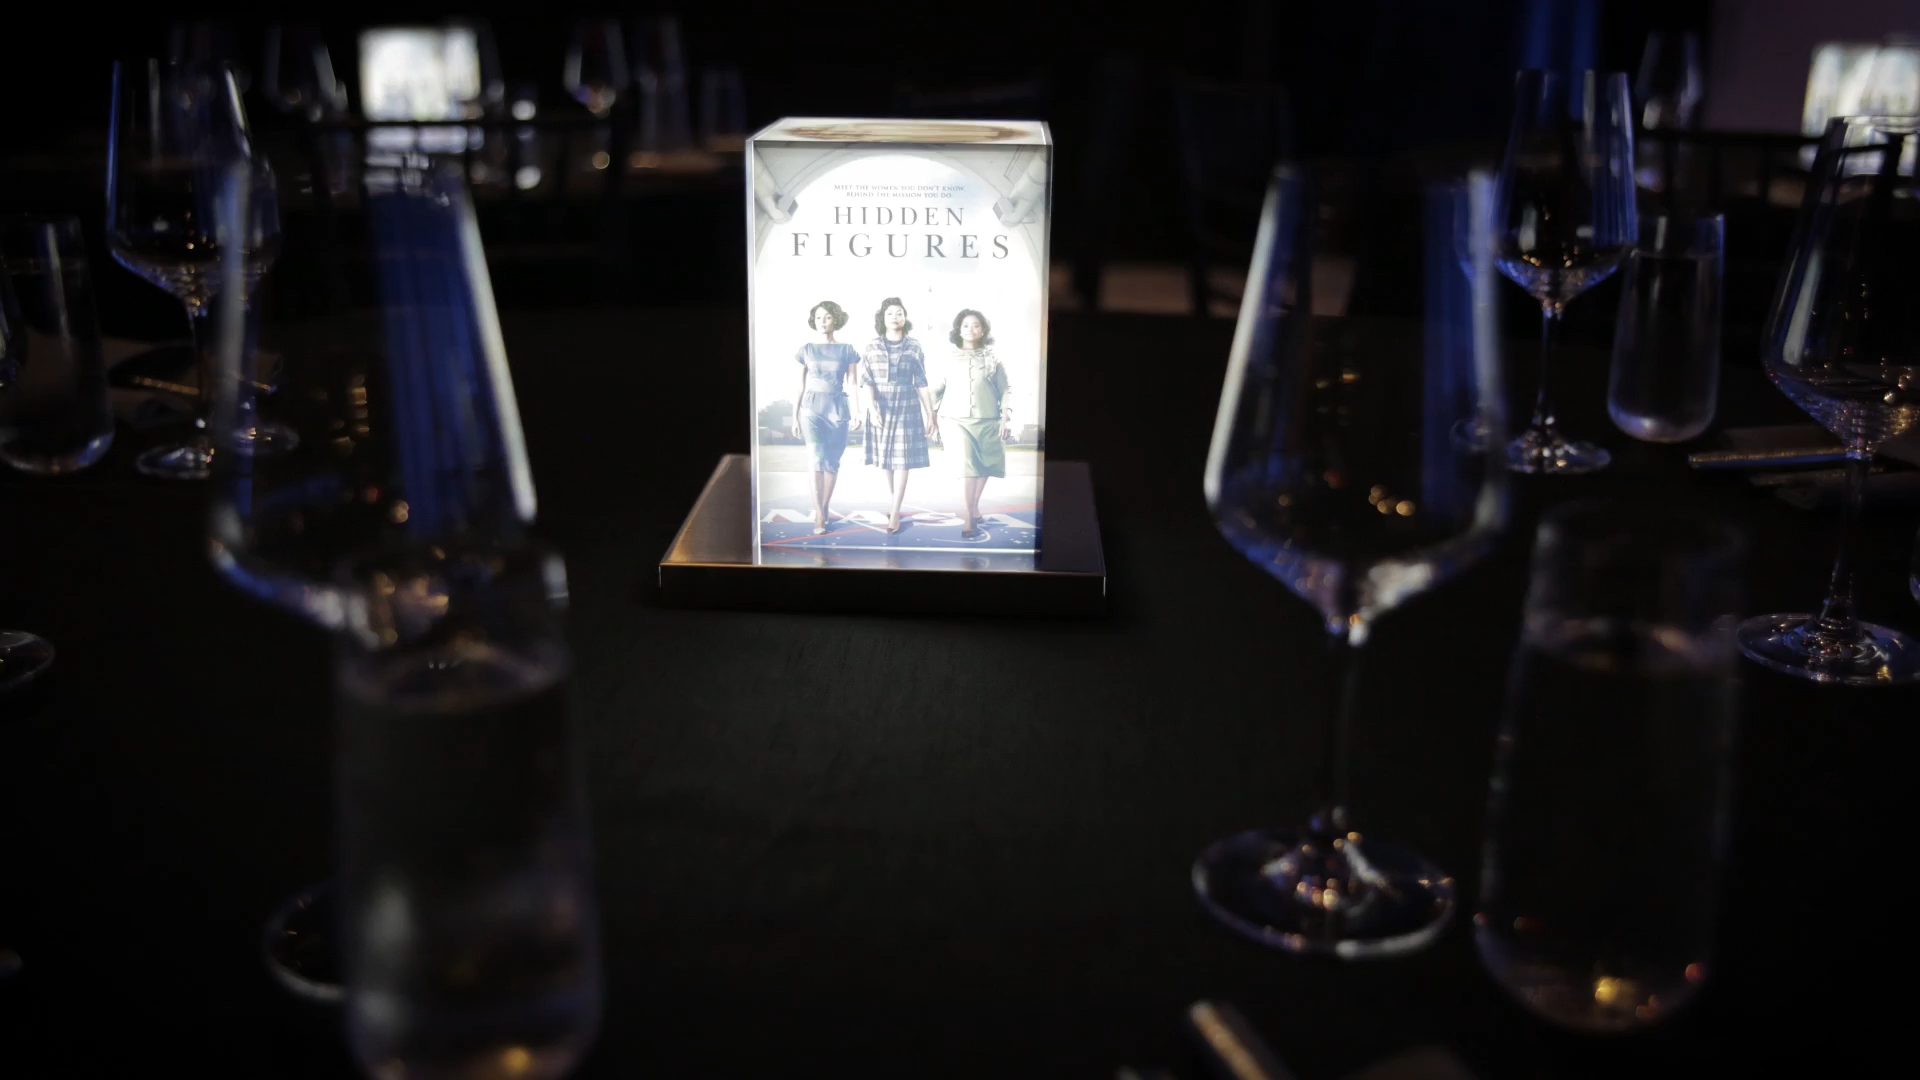 MEET THE WOMEN YOU DON'T KNOW
BEHIND THE MISSION YOU DO
HIDDEN
FIGURES
NASA